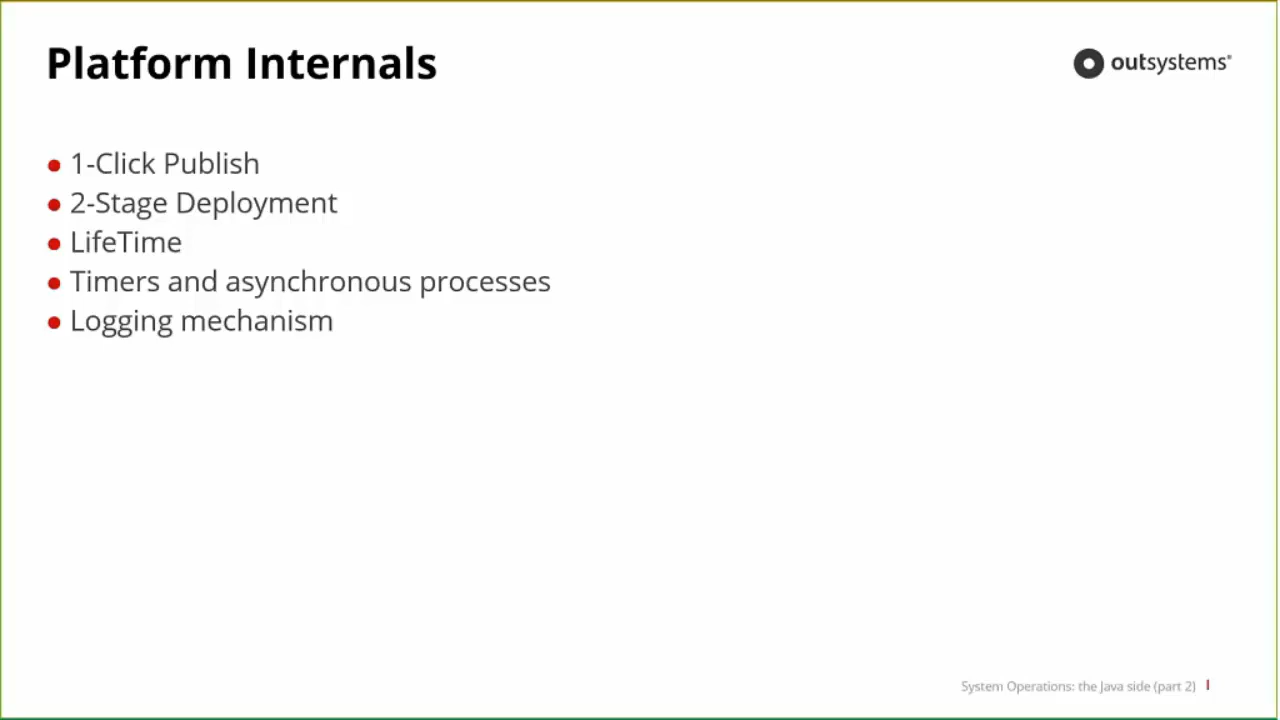 Platform Internals
outsystems®
● 1-Click Publish
● 2-Stage Deployment
● LifeTime
● Timers and asynchronous processes
● Logging mechanism
System Operations: the Java side (part 2)